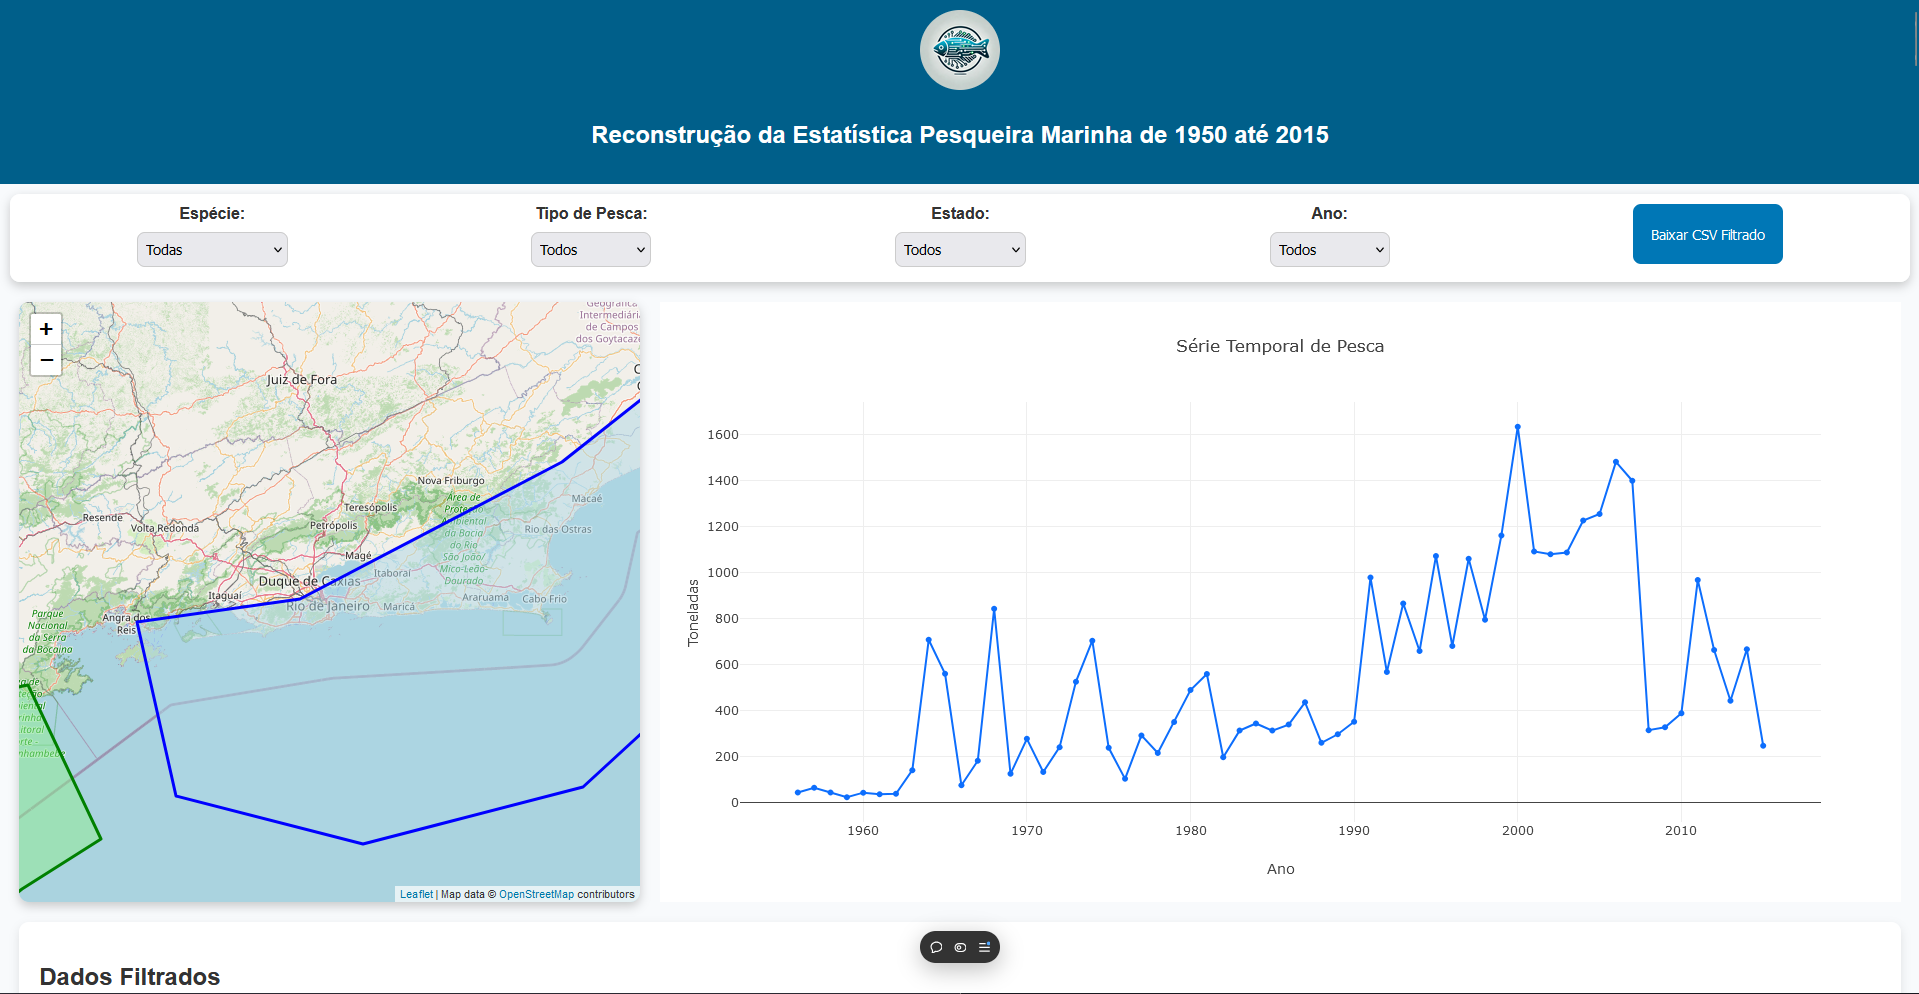 Reconstrução da Estatística Pesqueira Marinha de 1950 até 2015
Espécie:
Todas
Tipo de Pesca:
Todos
Estado:
Todos
Ano:
Todos
Baixar CSV Filtrado
+
−
Geográfica
Intermediári
de Campos
dos Goytacaze
Juiz de Fora
Nova Friburgo
Área de
Proteção
Ambiental
da Bacia
do Rio
São João/
Mico-Leão-
Dourado
Macaé
Rio das Ostras
Teresópolis
Petrópolis
Resende
Volta Redonda
Magé
Itaboraí
Duque de Caxias
Itaguaí
Rio de Janeiro
Maricá
Araruama
Cabo Frio
Angra dos
Reis
Parque
Nacional
da Serra
da Bocaina
Leaflet | Map data © OpenStreetMap contributors
Série Temporal de Pesca
Toneladas
1600
1400
1200
1000
800
600
400
200
0
1960
1970
1980
1990
2000
2010
Ano
Dados Filtrados